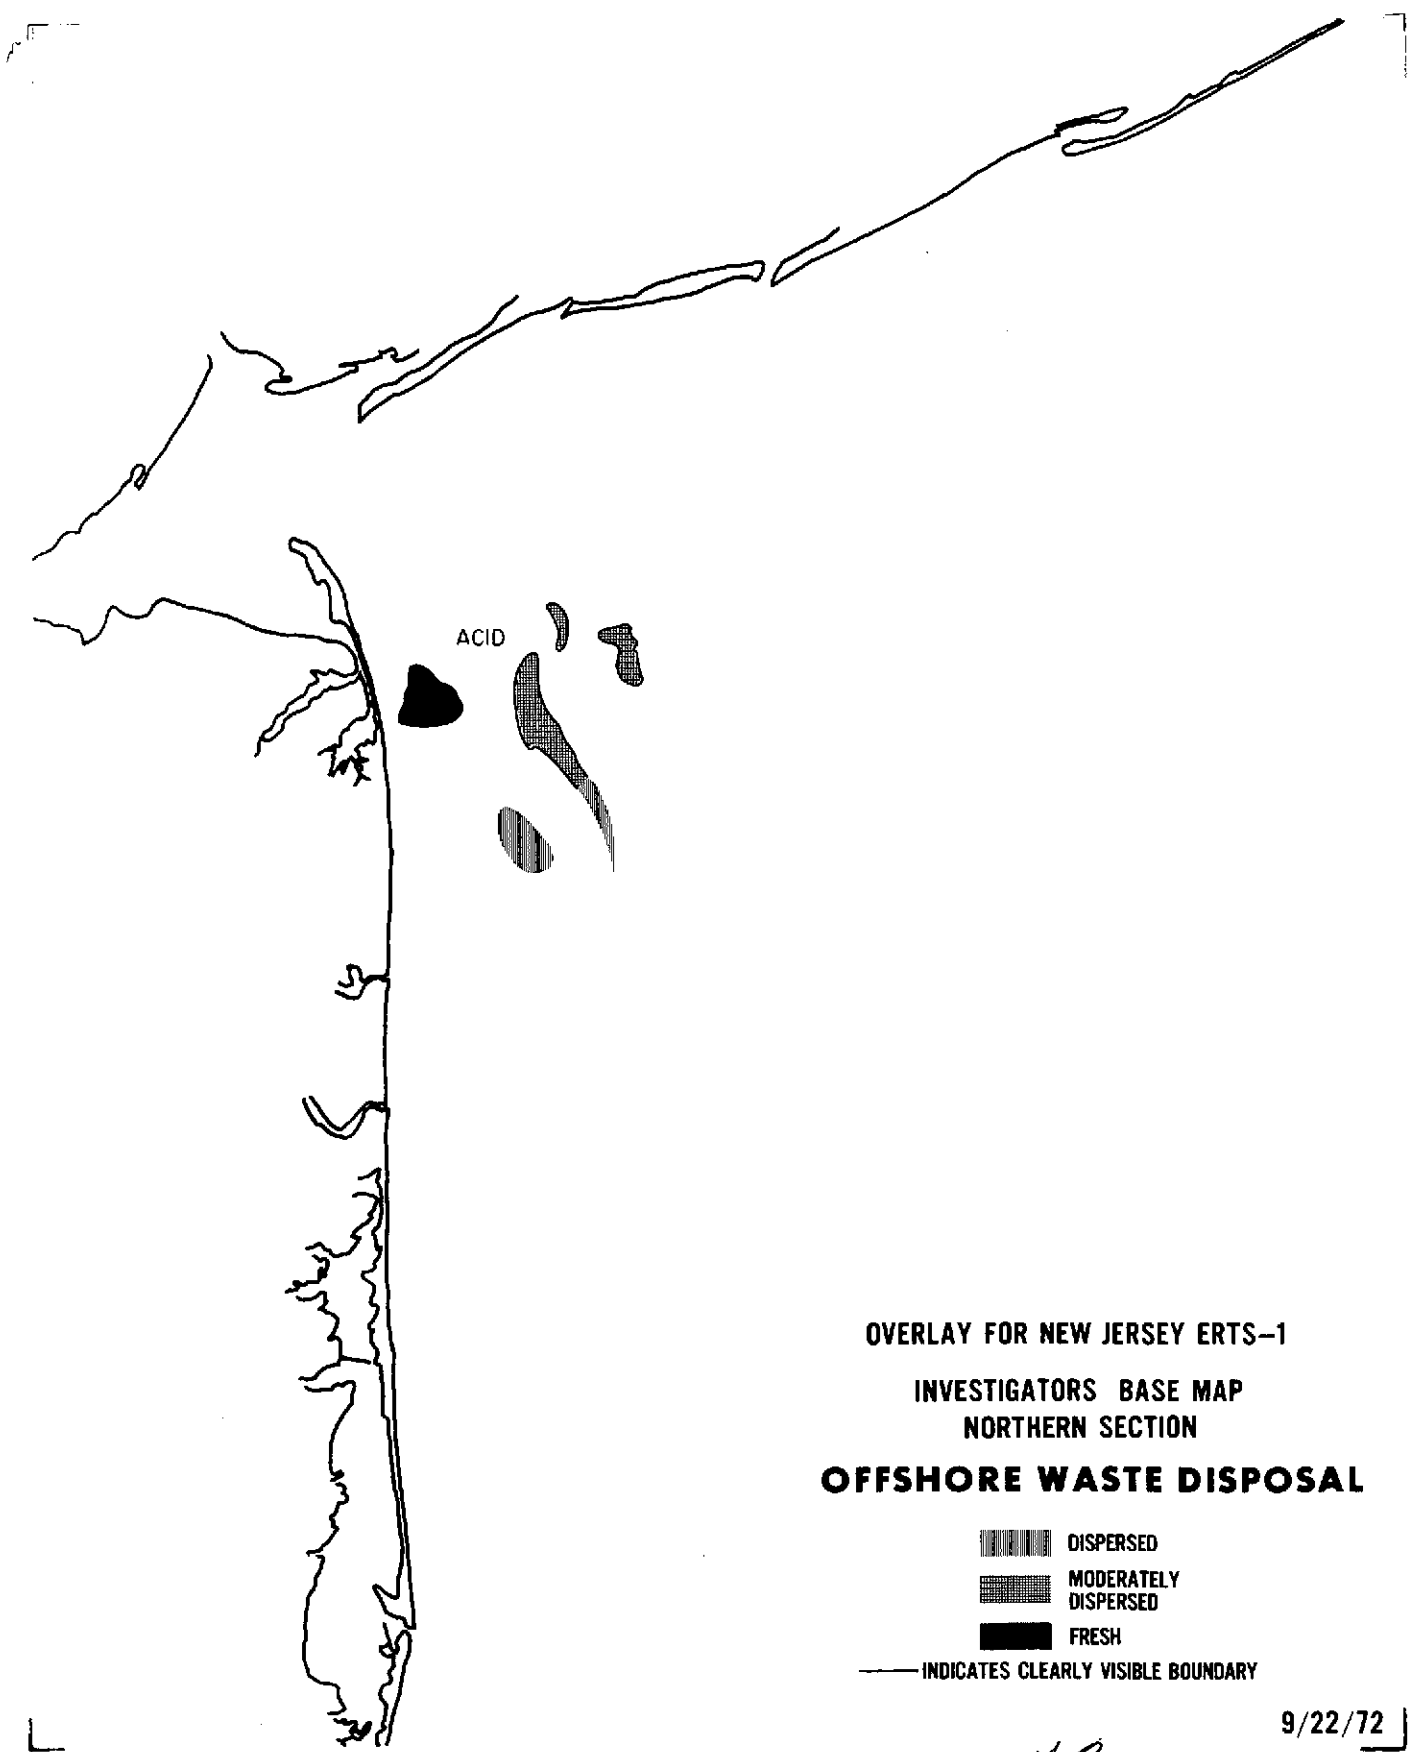 ACID
OVERLAY FOR NEW JERSEY ERTS–1
INVESTIGATORS BASE MAP
NORTHERN SECTION
OFFSHORE WASTE DISPOSAL
DISPERSED
MODERATELY
DISPERSED
FRESH
INDICATES CLEARLY VISIBLE BOUNDARY
9/22/72